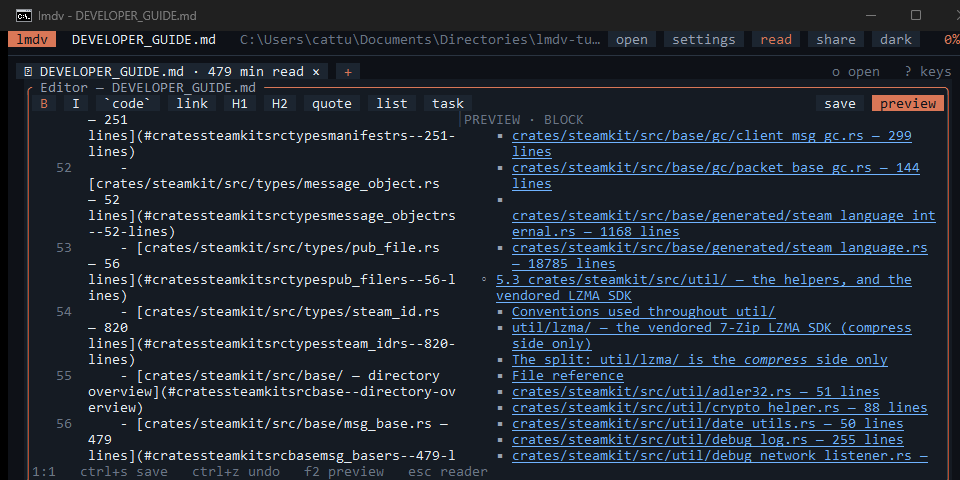 lmdv - DEVELOPER_GUIDE.md
lmdv DEVELOPER_GUIDE.md C:\Users\cattu\Documents\Directories\lmdv-tu… open settings read share dark 0%
DEVELOPER_GUIDE.md · 479 min read × + o open ? keys
Editor — DEVELOPER_GUIDE.md
B I `code` link H1 H2 quote list task save preview
— 251
lines](#cratessteamkitsrctypesmanifestrs--251-
lines)
52 -
[crates/steamkit/src/types/message_object.rs
— 52
lines](#cratessteamkitsrctypesmessage_objectrs
--52-lines)
53 - [crates/steamkit/src/types/pub_file.rs
— 56
lines](#cratessteamkitsrctypespub_filers--56-l
ines)
54 - [crates/steamkit/src/types/steam_id.rs
— 820
lines](#cratessteamkitsrctypessteam_idrs--820-
lines)
55 - [crates/steamkit/src/base/ — directory
overview](#cratessteamkitsrcbase--directory-ov
erview)
56 - [crates/steamkit/src/base/msg_base.rs —
479
lines](#cratessteamkitsrcbasemsg_basers--479-l
PREVIEW · BLOCK
▪ crates/steamkit/src/base/gc/client_msg_gc.rs — 299
lines
▪ crates/steamkit/src/base/gc/packet_base_gc.rs — 144
lines
▪
crates/steamkit/src/base/generated/steam_language_int
ernal.rs — 1168 lines
▪ crates/steamkit/src/base/generated/steam_language.rs
— 18785 lines
◦ 5.3 crates/steamkit/src/util/ — the helpers, and the
vendored LZMA SDK
▪ Conventions used throughout util/
▪ util/lzma/ — the vendored 7-Zip LZMA SDK (compress
side only)
▪ The split: util/lzma/ is the compress side only
▪ File reference
▪ crates/steamkit/src/util/adler32.rs — 51 lines
▪ crates/steamkit/src/util/crypto_helper.rs — 88 lines
▪ crates/steamkit/src/util/date_utils.rs — 50 lines
▪ crates/steamkit/src/util/debug_log.rs — 255 lines
▪ crates/steamkit/src/util/debug_network_listener.rs —
1:1 ctrl+s save ctrl+z undo f2 preview esc reader